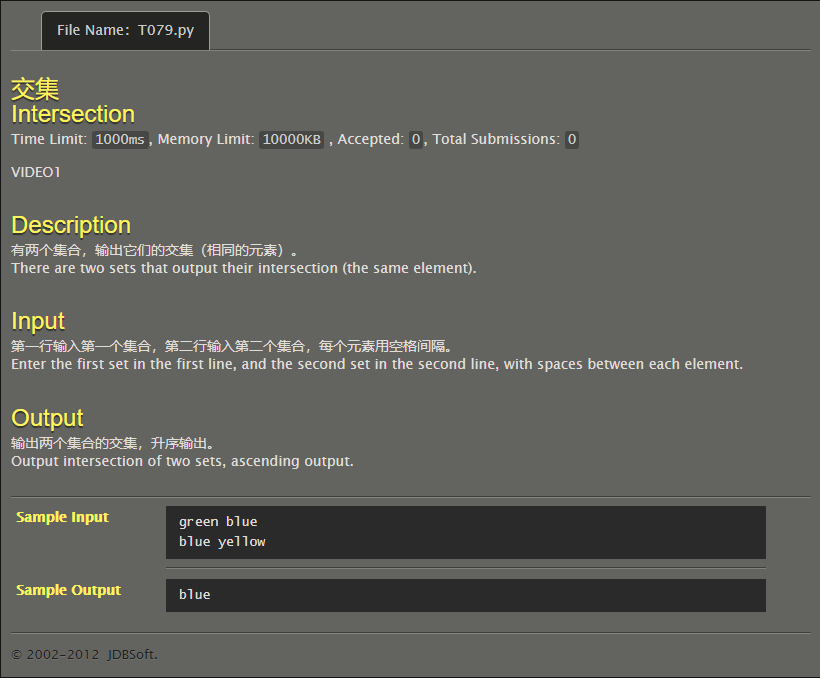 File Name: T079.py
交集
Intersection
Time Limit: 1000ms, Memory Limit: 10000KB , Accepted: 0, Total Submissions: 0
VIDEO1
Description
有两个集合，输出它们的交集（相同的元素）。
There are two sets that output their intersection (the same element).
Input
第一行输入第一个集合，第二行输入第二个集合，每个元素用空格间隔。
Enter the first set in the first line, and the second set in the second line, with spaces between each element.
Output
输出两个集合的交集，升序输出。
Output intersection of two sets, ascending output.
Sample Input
green blue
blue yellow
Sample Output
blue
© 2002-2012 JDBSoft.